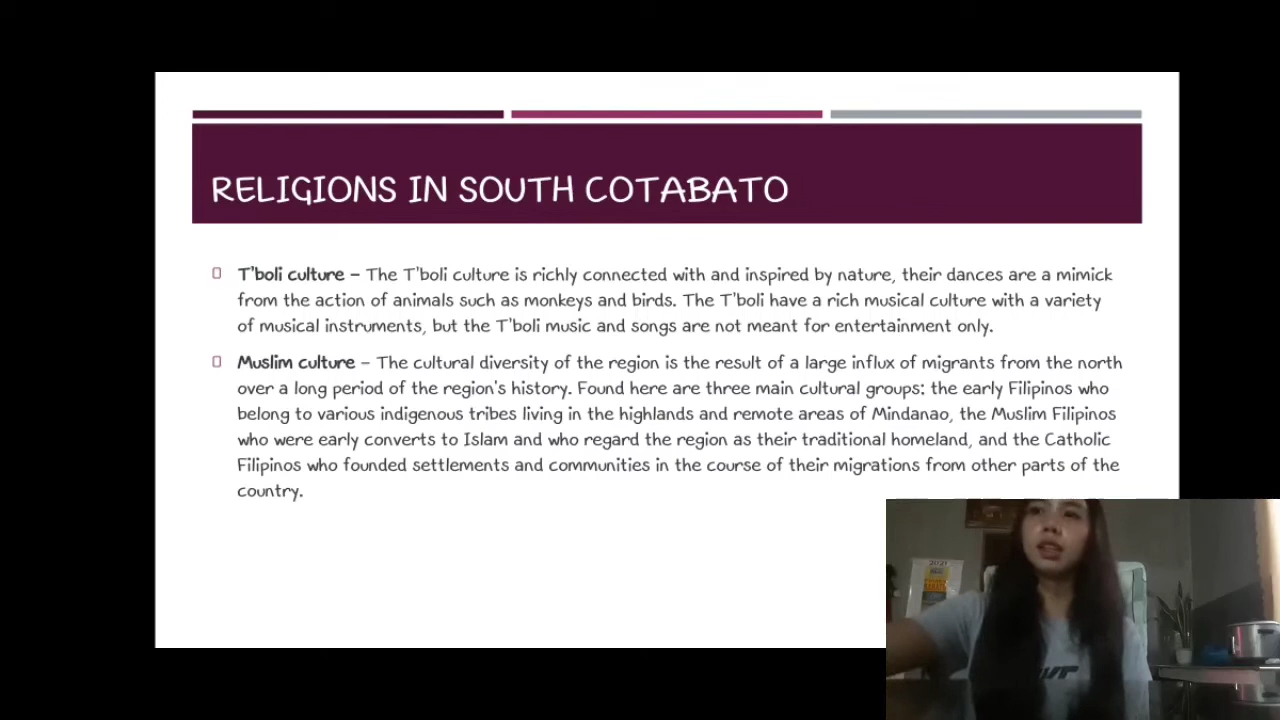 RELIGIONS IN SOUTH COTABATO
T'boli culture – The T'boli culture is richly connected with and inspired by nature, their dances are a mimick
from the action of animals such as monkeys and birds. The T'boli have a rich musical culture with a variety
of musical instruments, but the T'boli music and songs are not meant for entertainment only.
Muslim culture – The cultural diversity of the region is the result of a large influx of migrants from the north
over a long period of the region's history. Found here are three main cultural groups: the early Filipinos who
belong to various indigenous tribes living in the highlands and remote areas of Mindanao, the Muslim Filipinos
who were early converts to Islam and who regard the region as their traditional homeland, and the Catholic
Filipinos who founded settlements and communities in the course of their migrations from other parts of the
country.
2021